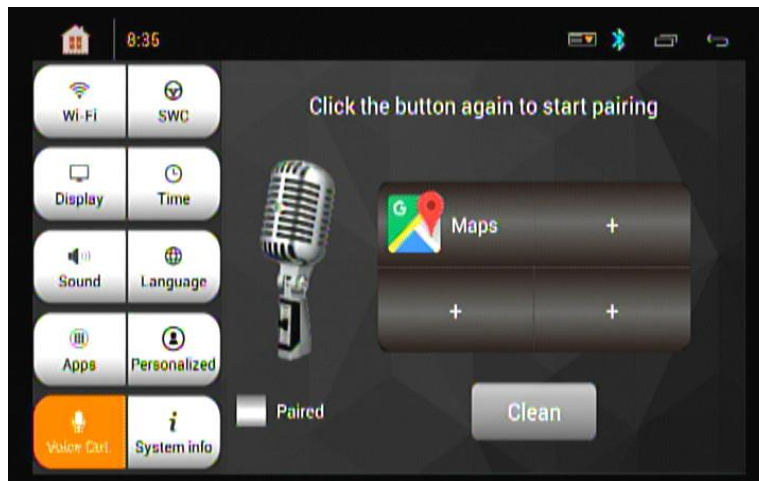 8:35
Wi-Fi
SWC
Click the button again to start pairing
Display
Time
G
Maps
+
Sound
Language
+
+
Apps
Personalized
Paired
Clean
Voice Ctrl.
i
System info